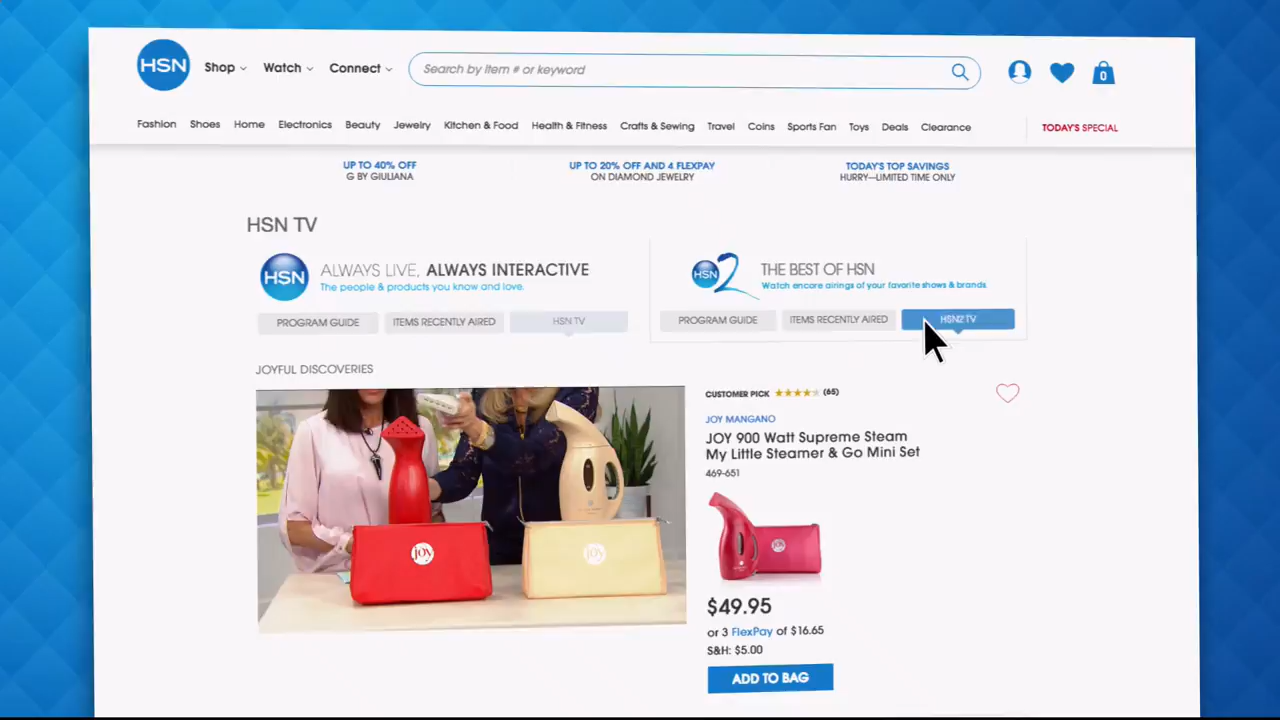 HSN
Shop
Watch
Connect
Search by item # or keyword
0
Fashion
Shoes
Home
Electronics
Beauty
Jewelry
Kitchen & Food
Health & Fitness
Crafts & Sewing
Travel
Coins
Sports Fan
Toys
Deals
Clearance
TODAY'S SPECIAL
UP TO 40% OFF
G BY GIULIANA
UP TO 20% OFF AND 4 FLEXPAY
ON DIAMOND JEWELRY
TODAY'S TOP SAVINGS
HURRY—LIMITED TIME ONLY
HSN TV
HSN
ALWAYS LIVE, ALWAYS INTERACTIVE
The people & products you know and love.
PROGRAM GUIDE
ITEMS RECENTLY AIRED
HSN TV
HSN 2
THE BEST OF HSN
Watch encore airings of your favorite shows & brands.
PROGRAM GUIDE
ITEMS RECENTLY AIRED
HSN2 TV
JOYFUL DISCOVERIES
joy
joy
CUSTOMER PICK (65)
JOY MANGANO
JOY 900 Watt Supreme Steam
My Little Steamer & Go Mini Set
469-651
joy
$49.95
or 3 FlexPay of $16.65
S&H: $5.00
ADD TO BAG